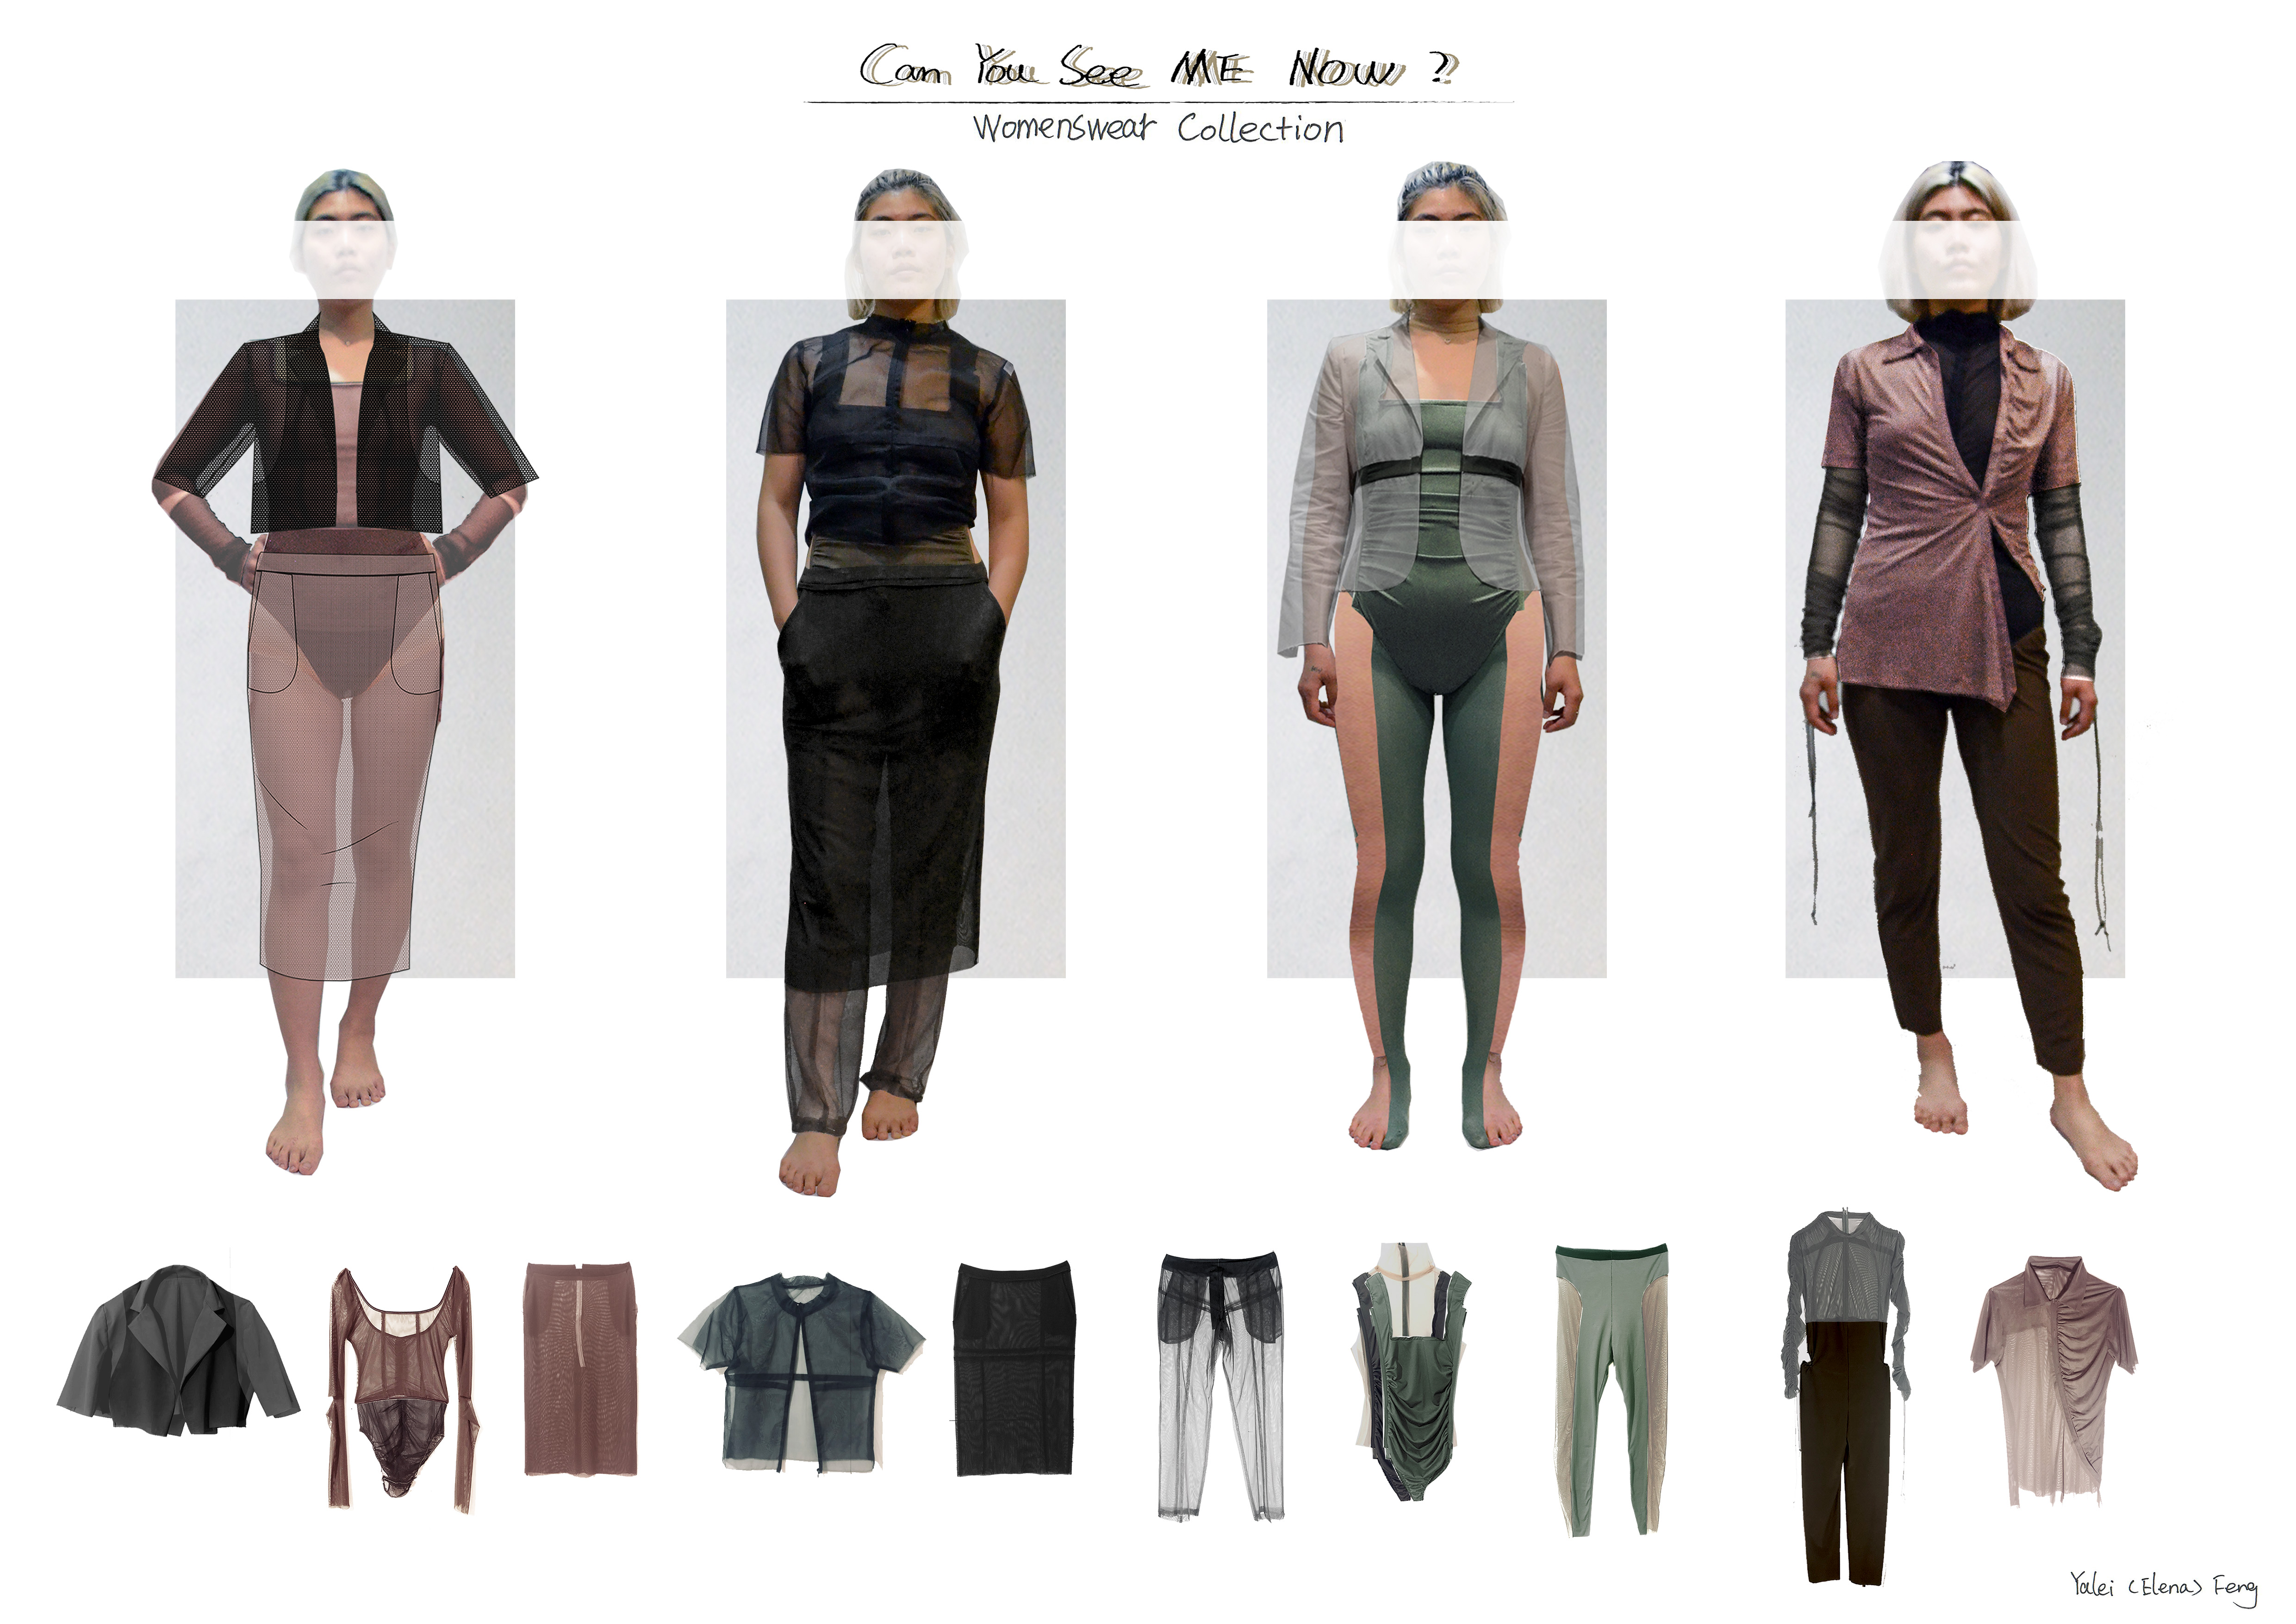 Can You See ME Now ?
Womenswear Collection
Yalei (Elena) Feng